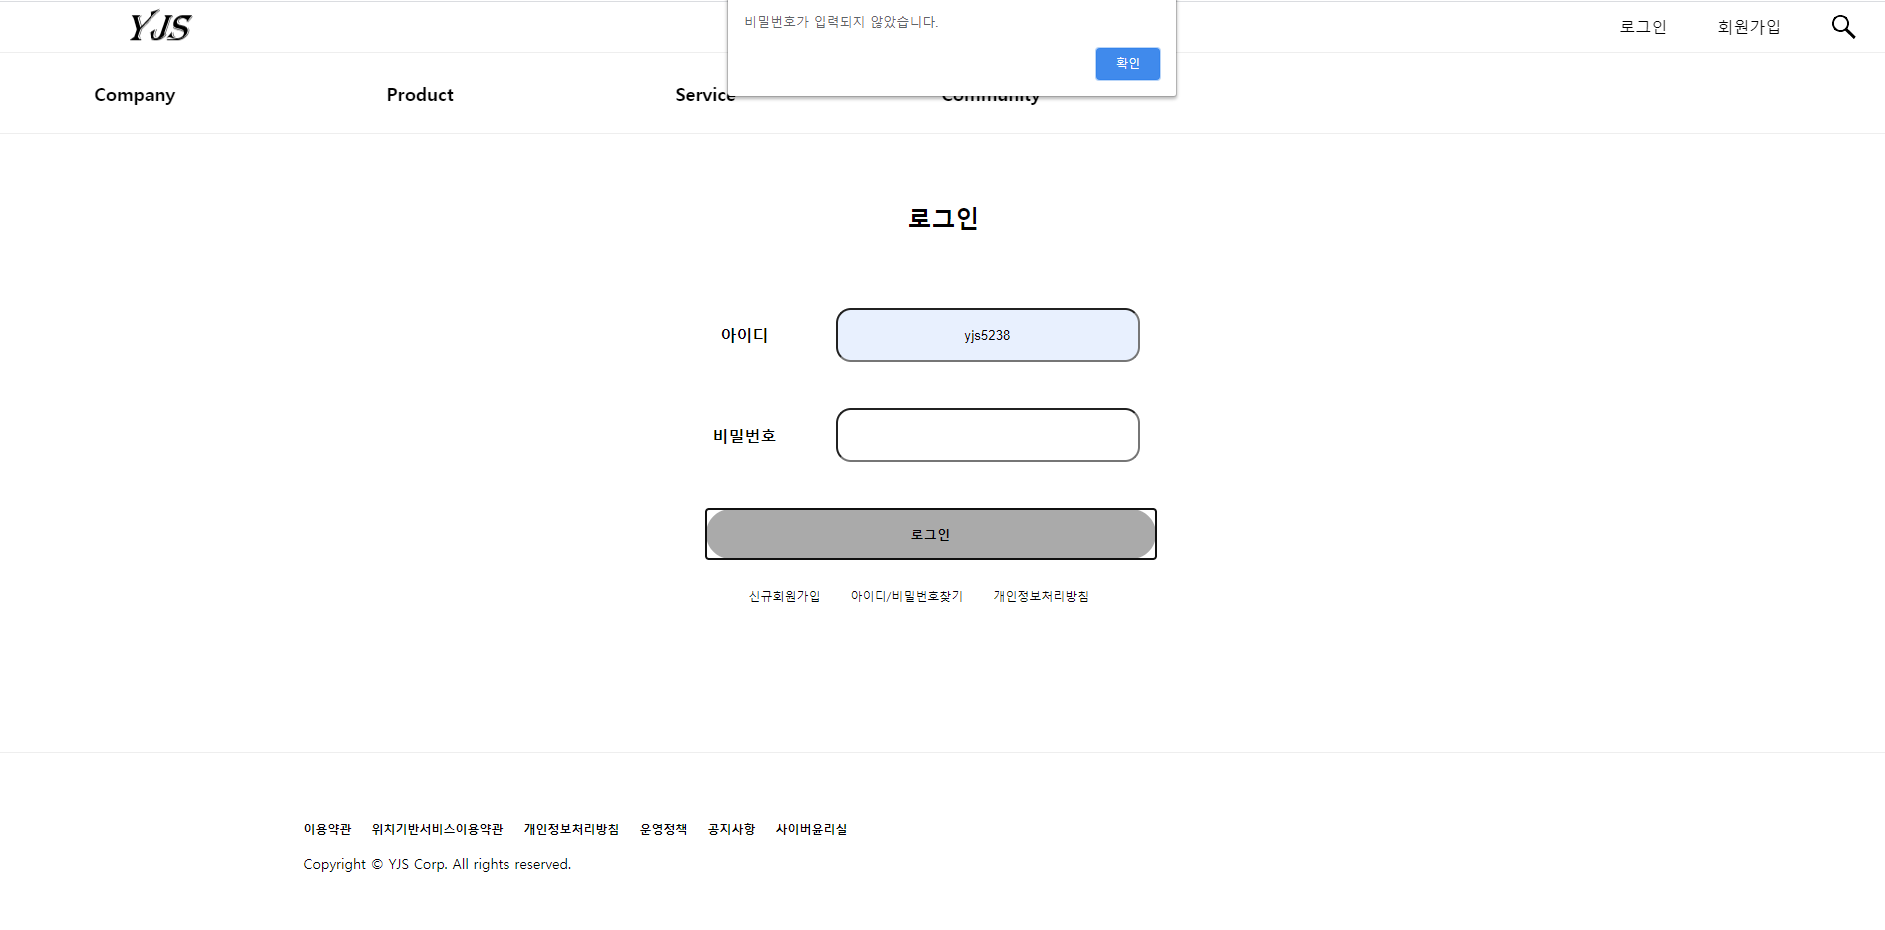 YJS
비밀번호가 입력되지 않았습니다.
확인
로그인 회원가입
Company Product Service Community
로그인
아이디 yjs5238
비밀번호
로그인
신규회원가입 아이디/비밀번호찾기 개인정보처리방침
이용약관 위치기반서비스이용약관 개인정보처리방침 운영정책 공지사항 사이버윤리실
Copyright © YJS Corp. All rights reserved.